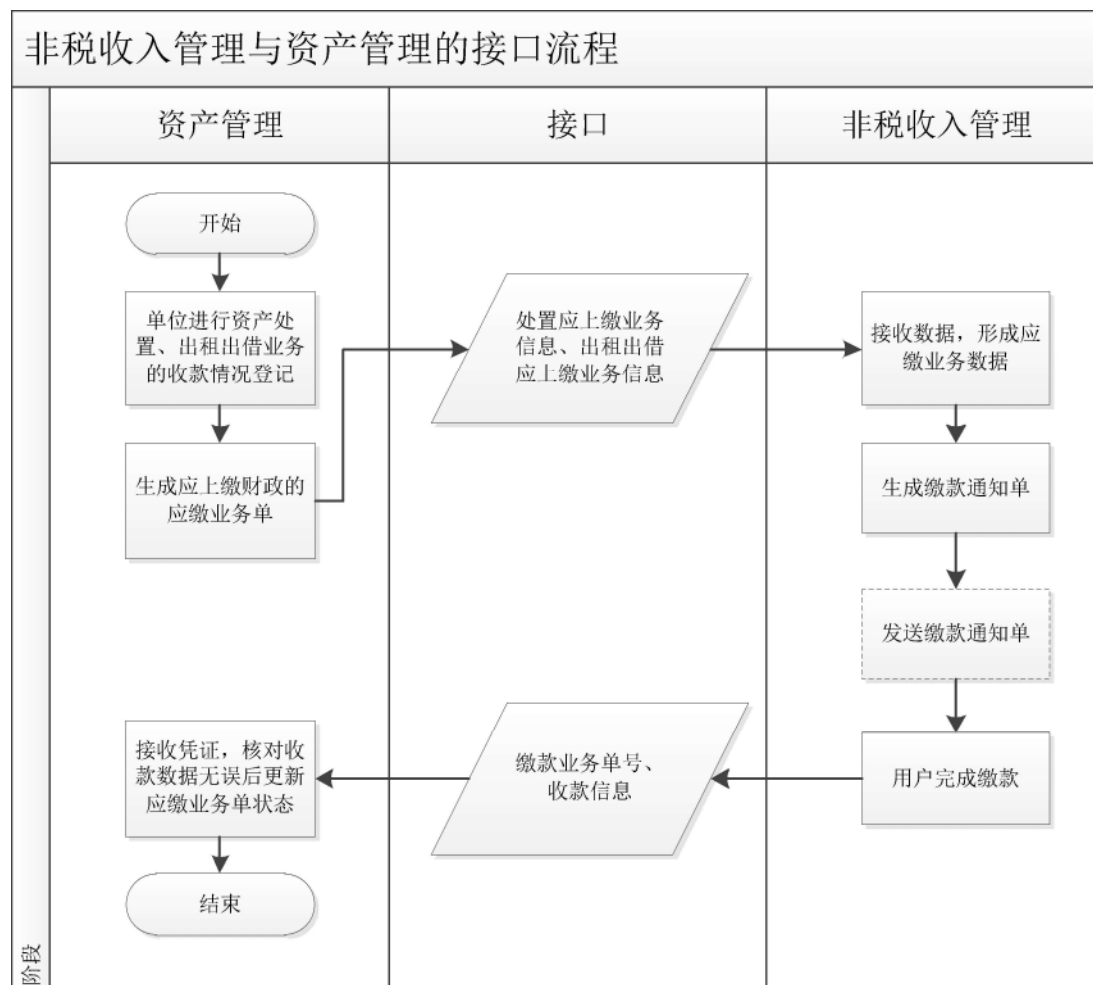 非税收入管理与资产管理的接口流程
资产管理
接口
非税收入管理
开始
单位进行资产处
置、出租出借业务
的收款情况登记
生成应上缴财政的
应缴业务单
处置应上缴业务
信息、出租出借
应上缴业务信息
接收数据，形成应
缴业务数据
生成缴款通知单
发送缴款通知单
用户完成缴款
缴款业务单号、
收款信息
接收凭证，核对收
款数据无误后更新
应缴业务单状态
结束
阶段